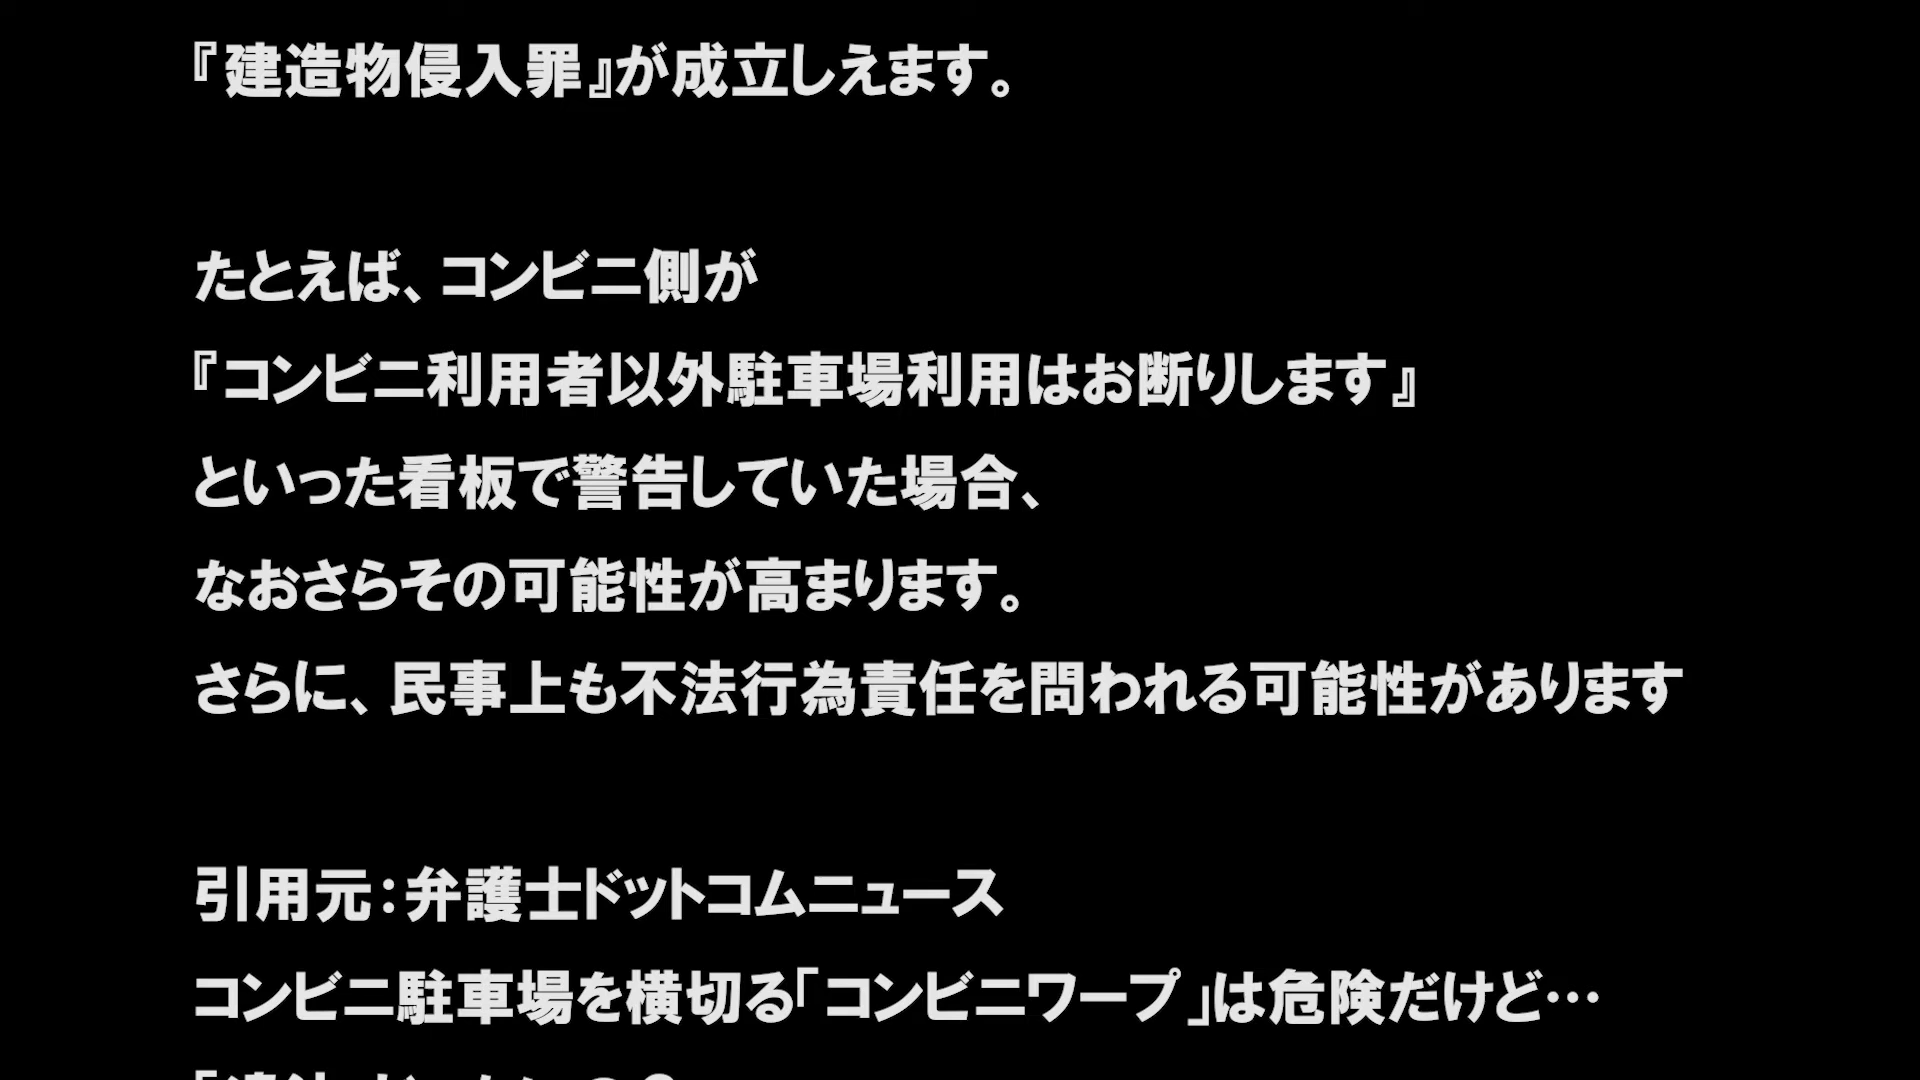 『建造物侵入罪』が成立しえます。
たとえば、コンビニ側が
『コンビニ利用者以外駐車場利用はお断りします』
といった看板で警告していた場合、
なおさらその可能性が高まります。
さらに、民事上も不法行為責任を問われる可能性があります
引用元：弁護士ドットコムニュース
コンビニ駐車場を横切る「コンビニワープ」は危険だけど…